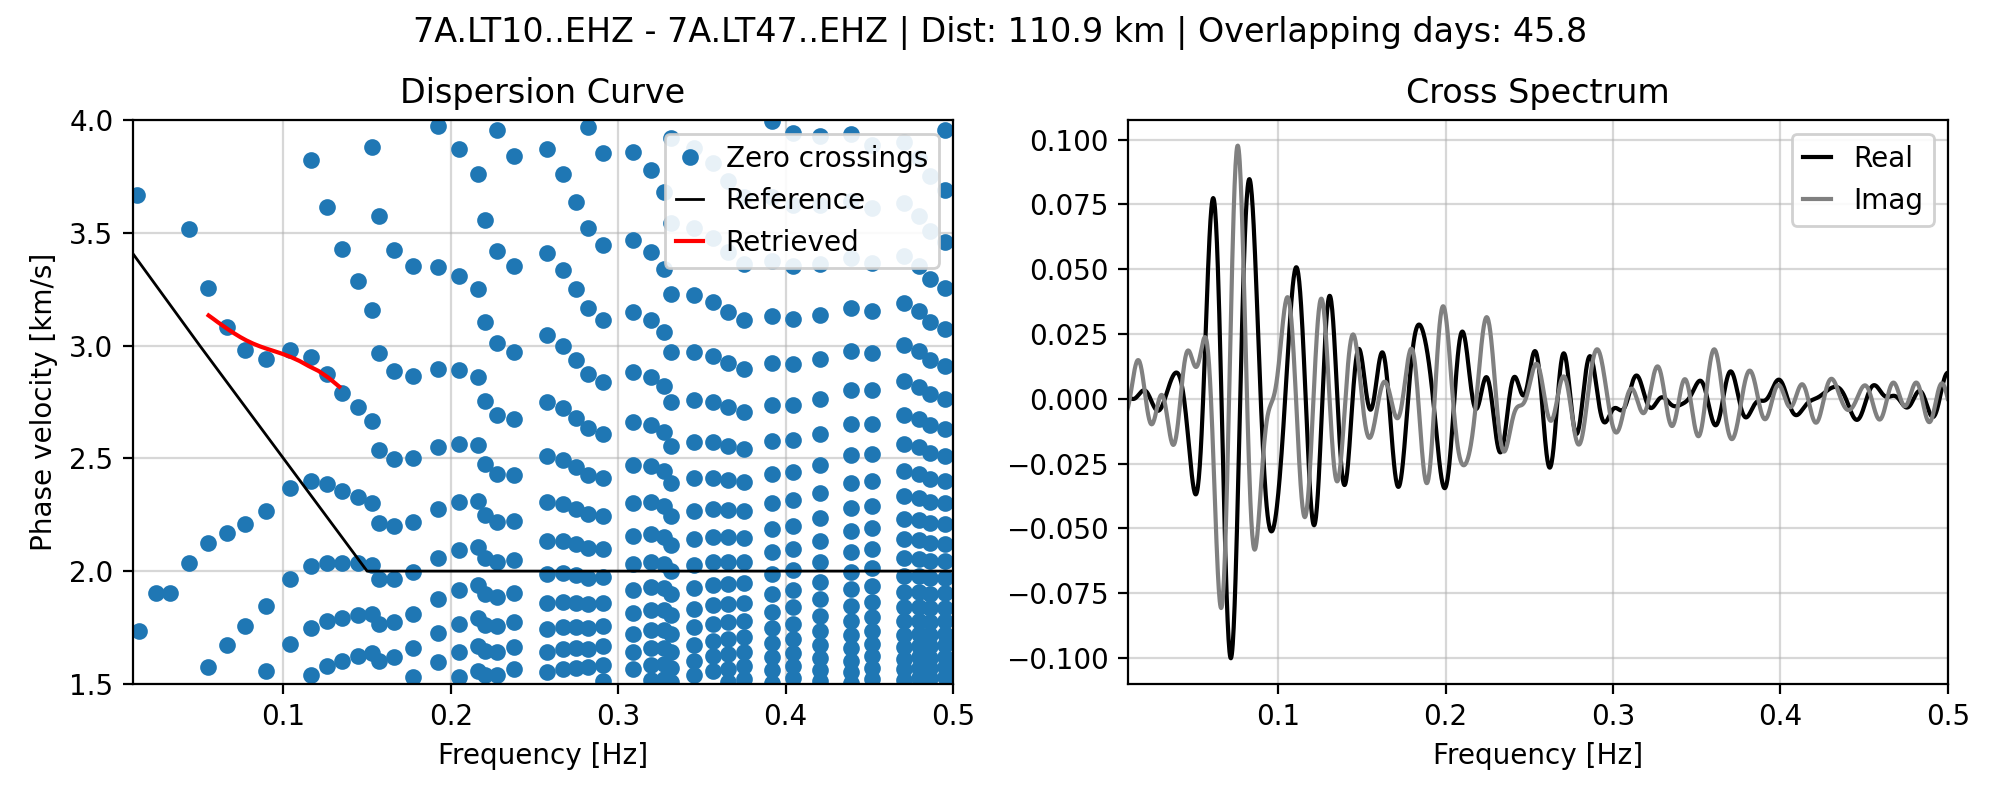 7A.LT10..EHZ - 7A.LT47..EHZ | Dist: 110.9 km | Overlapping days: 45.8
Dispersion Curve
4.0
3.5
3.0
2.5
2.0
1.5
Phase velocity [km/s]
0.1
0.2
0.3
0.4
0.5
Frequency [Hz]
Zero crossings
Reference
Retrieved
Cross Spectrum
0.100
0.075
0.050
0.025
0.000
−0.025
−0.050
−0.075
−0.100
0.1
0.2
0.3
0.4
0.5
Frequency [Hz]
Real
Imag